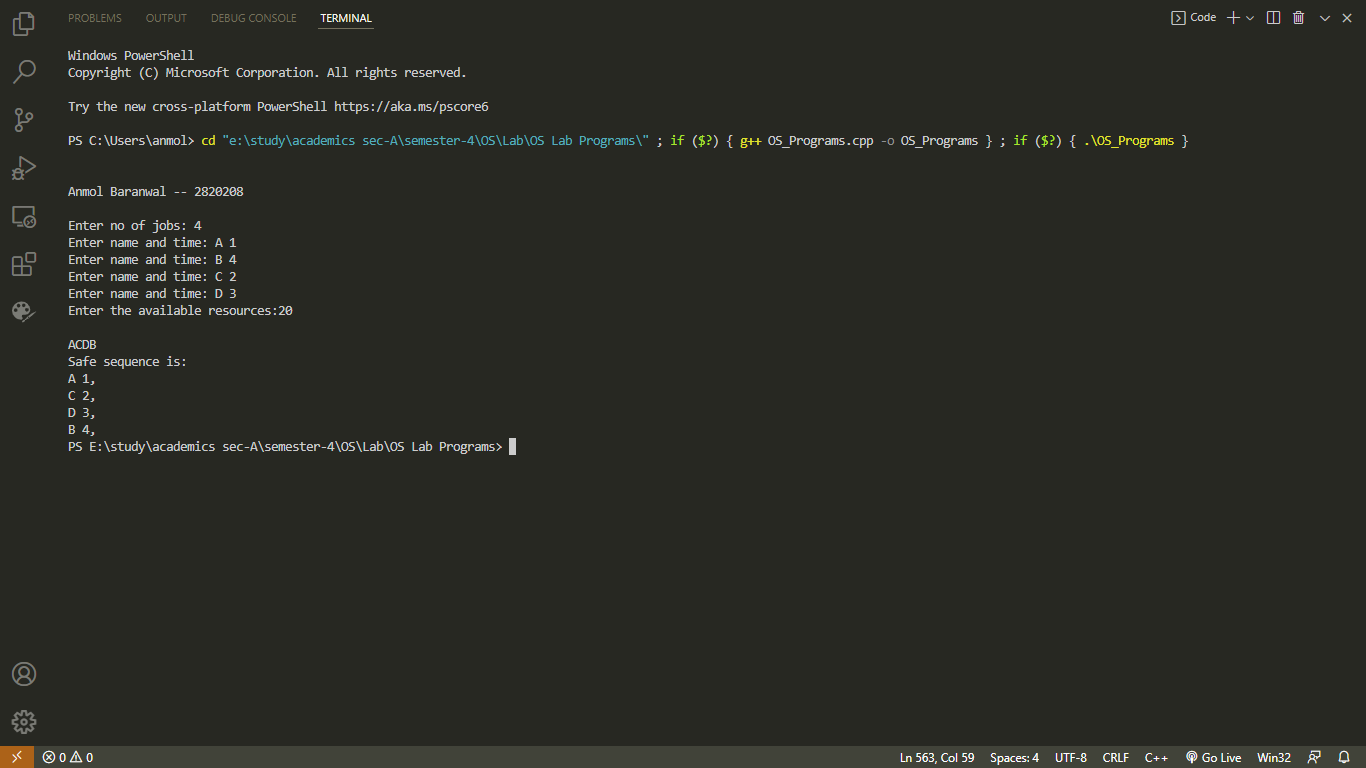 PROBLEMS OUTPUT DEBUG CONSOLE TERMINAL Code
Windows PowerShell
Copyright (C) Microsoft Corporation. All rights reserved.
Try the new cross-platform PowerShell https://aka.ms/pscore6
PS C:\Users\anmol> cd "e:\study\academics sec-A\semester-4\OS\Lab\OS Lab Programs\" ; if ($?) { g++ OS_Programs.cpp -o OS_Programs } ; if ($?) { .\OS_Programs }
Anmol Baranwal -- 2820208
Enter no of jobs: 4
Enter name and time: A 1
Enter name and time: B 4
Enter name and time: C 2
Enter name and time: D 3
Enter the available resources:20
ACDB
Safe sequence is:
A 1,
C 2,
D 3,
B 4,
PS E:\study\academics sec-A\semester-4\OS\Lab\OS Lab Programs>
0 0 Ln 563, Col 59 Spaces: 4 UTF-8 CRLF C++ Go Live Win32